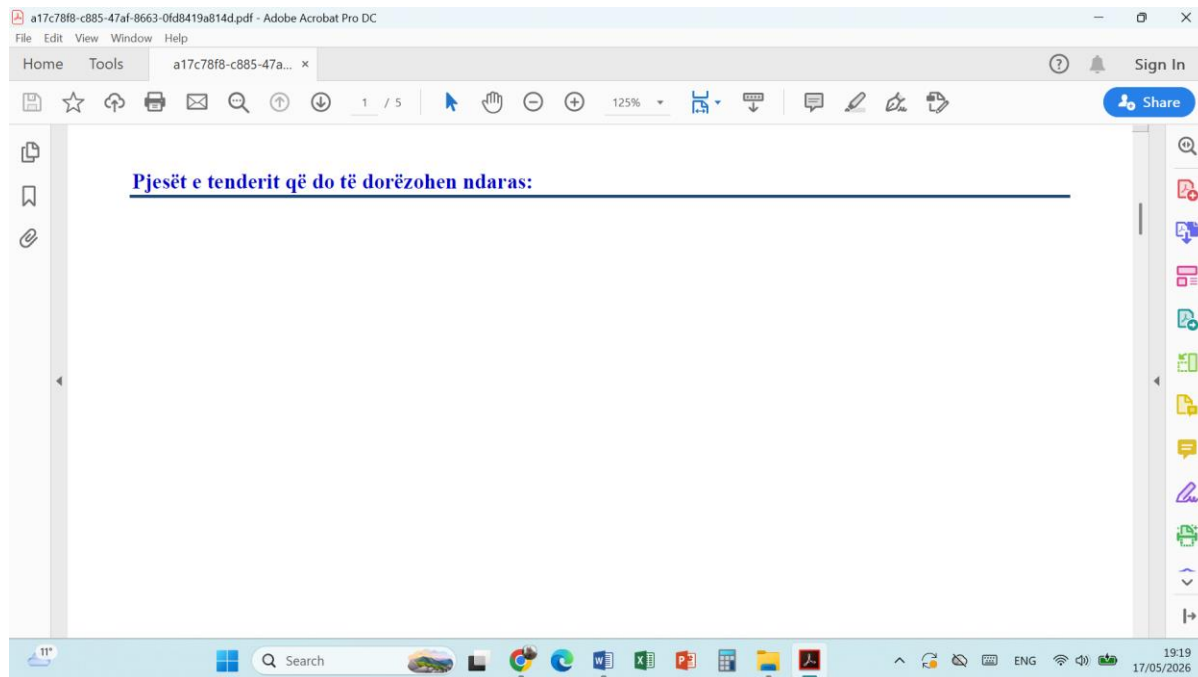 a17c78f8-c885-47af-8663-0fd8419a814d.pdf - Adobe Acrobat Pro DC
File Edit View Window Help
Home Tools a17c78f8-c885-47a... × Sign In
1 / 5 125% Share
Pjesët e tenderit që do të dorëzohen ndaras:
11° Search ENG 19:19
17/05/2026